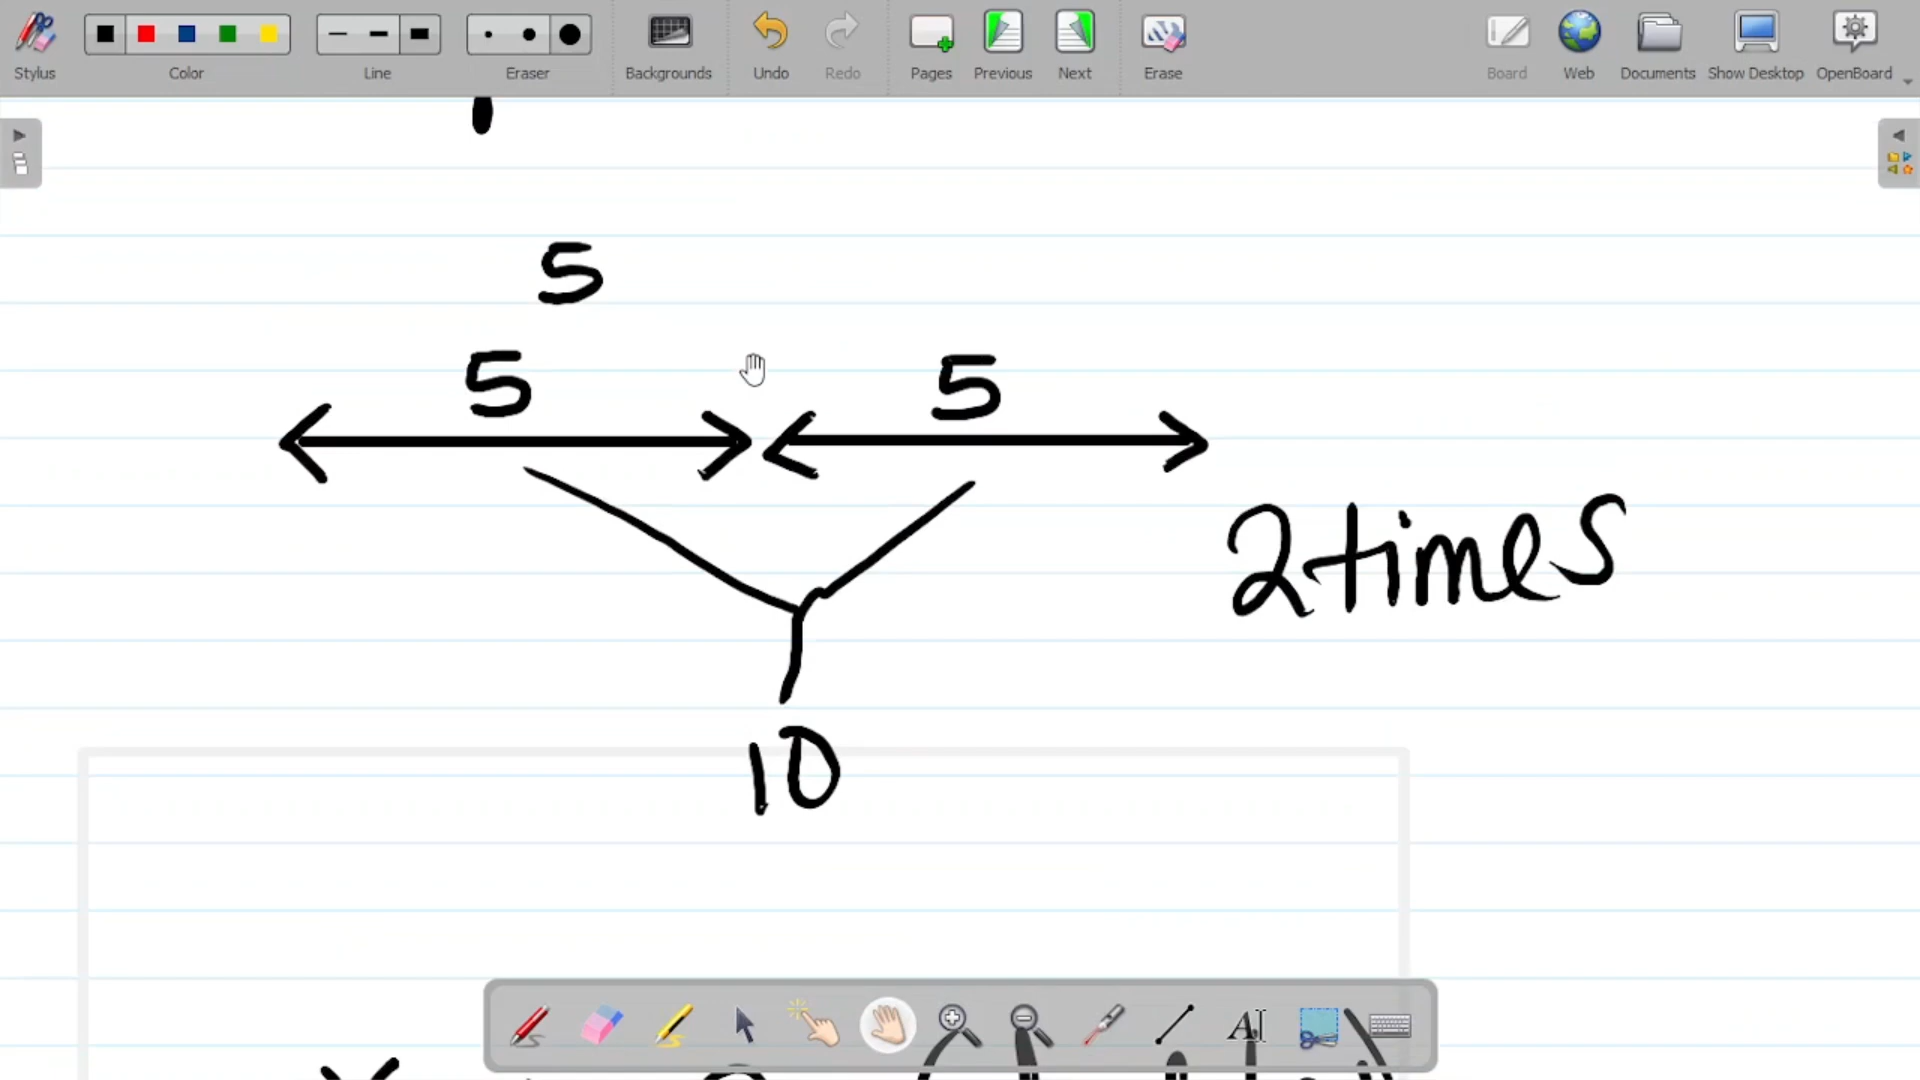 Stylus
Color
Line
Eraser
Backgrounds
Undo
Redo
Pages
Previous
Next
Erase
Board
Web
Documents
Show Desktop
OpenBoard
5
5
5
2times
10